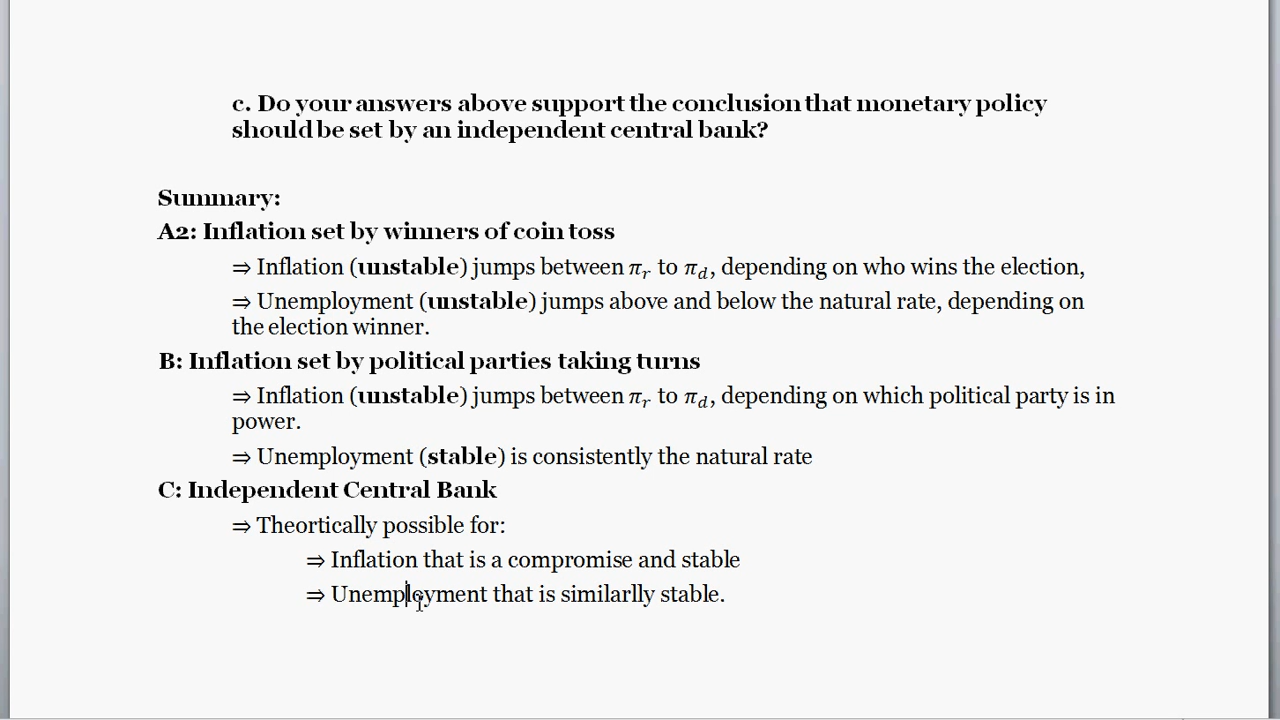 c. Do your answers above support the conclusion that monetary policy
should be set by an independent central bank?
Summary:
A2: Inflation set by winners of coin toss
⇒ Inflation (unstable) jumps between π_r to π_d, depending on who wins the election,
⇒ Unemployment (unstable) jumps above and below the natural rate, depending on
the election winner.
B: Inflation set by political parties taking turns
⇒ Inflation (unstable) jumps between π_r to π_d, depending on which political party is in
power.
⇒ Unemployment (stable) is consistently the natural rate
C: Independent Central Bank
⇒ Theortically possible for:
⇒ Inflation that is a compromise and stable
⇒ Unemployment that is similarlly stable.